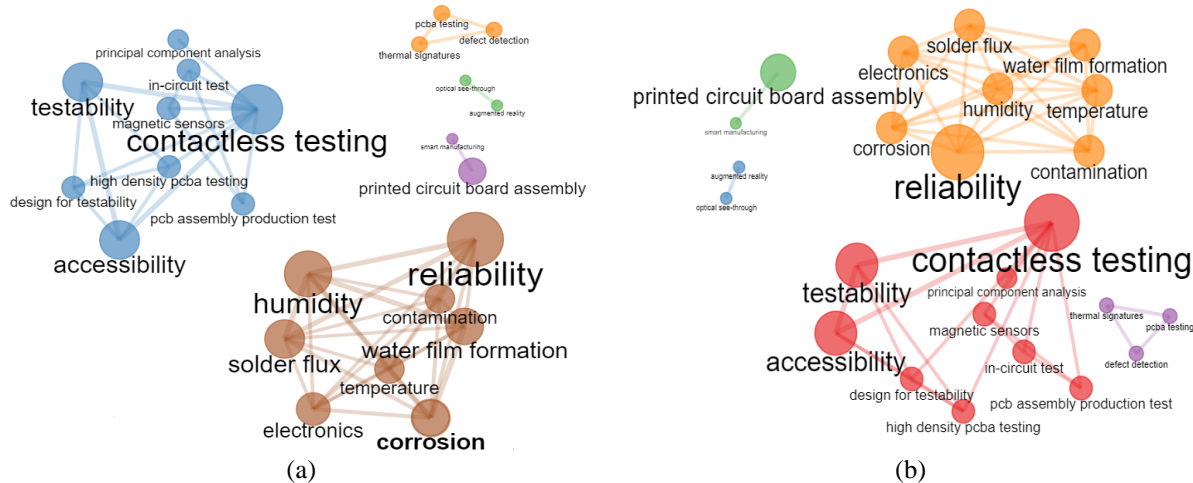 principal component analysis
testability
in-circuit test
magnetic sensors
contactless testing
high density pcba testing
design for testability
pcb assembly production test
accessibility
pcba testing
defect detection
thermal signatures
optical see-through
augmented reality
smart manufacturing
printed circuit board assembly
reliability
humidity
contamination
solder flux
water film formation
temperature
electronics
corrosion
(a)
printed circuit board assembly
smart manufacturing
augmented reality
optical see-through
solder flux
electronics
water film formation
humidity
temperature
corrosion
contamination
reliability
contactless testing
testability
principal component analysis
magnetic sensors
accessibility
in-circuit test
design for testability
pcb assembly production test
high density pcba testing
thermal signatures
pcba testing
defect detection
(b)